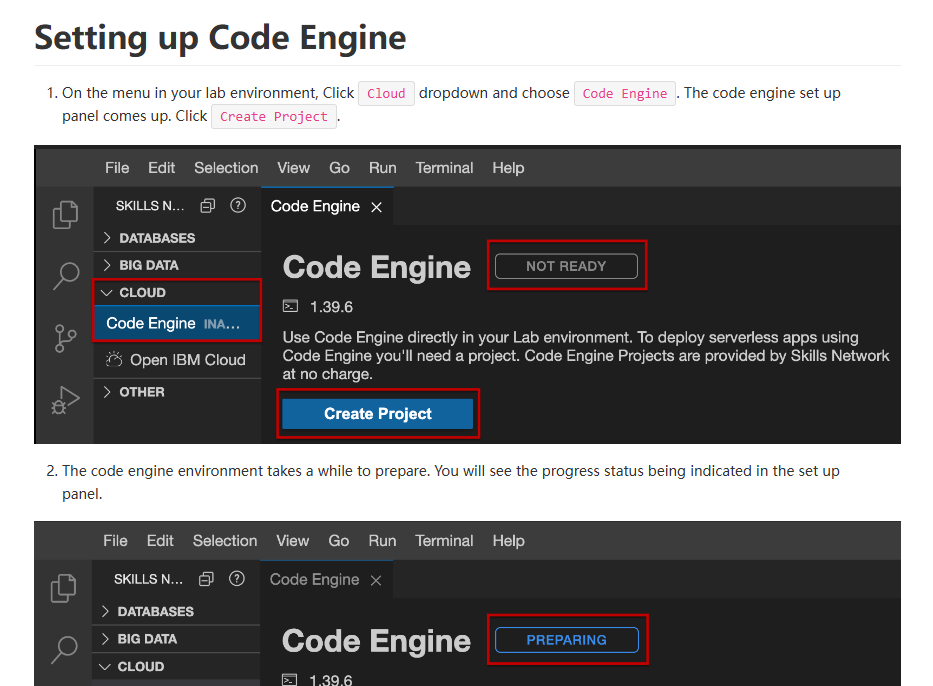 Setting up Code Engine
1. On the menu in your lab environment, Click Cloud dropdown and choose Code Engine. The code engine set up
panel comes up. Click Create Project.
File Edit Selection View Go Run Terminal Help
SKILLS N...
Code Engine
DATABASES
BIG DATA
CLOUD
Code Engine INA...
Open IBM Cloud
OTHER
Code Engine NOT READY
1.39.6
Use Code Engine directly in your Lab environment. To deploy serverless apps using
Code Engine you'll need a project. Code Engine Projects are provided by Skills Network
at no charge.
Create Project
2. The code engine environment takes a while to prepare. You will see the progress status being indicated in the set up
panel.
File Edit Selection View Go Run Terminal Help
SKILLS N...
Code Engine
DATABASES
BIG DATA
CLOUD
Code Engine PREPARING
1.39.6